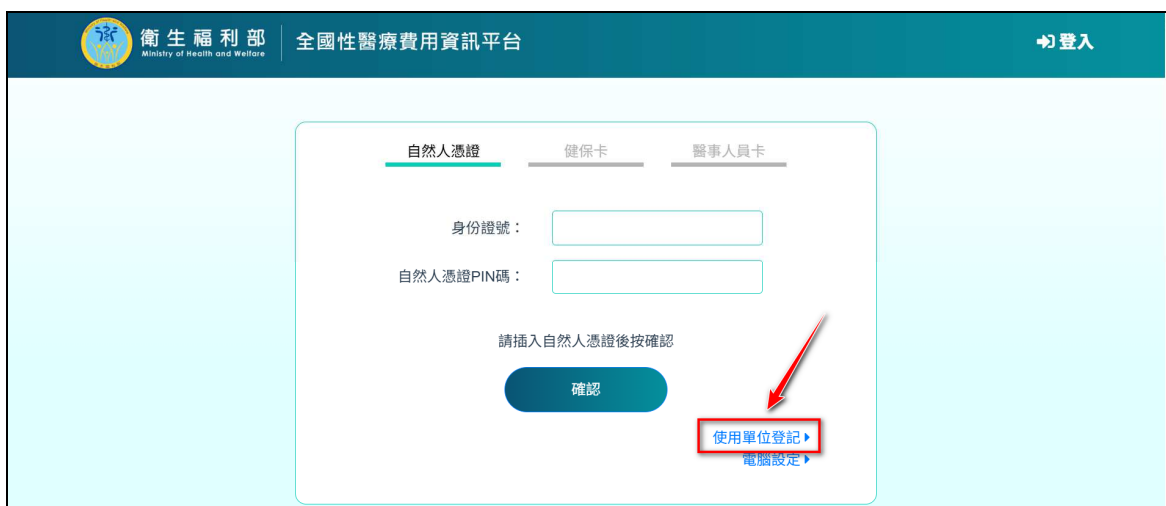 衛生福利部
Ministry of Health and Welfare
全國性醫療費用資訊平台
登入
自然人憑證 健保卡 醫事人員卡
身份證號：
自然人憑證PIN碼：
請插入自然人憑證後按確認
確認
使用單位登記
電腦設定